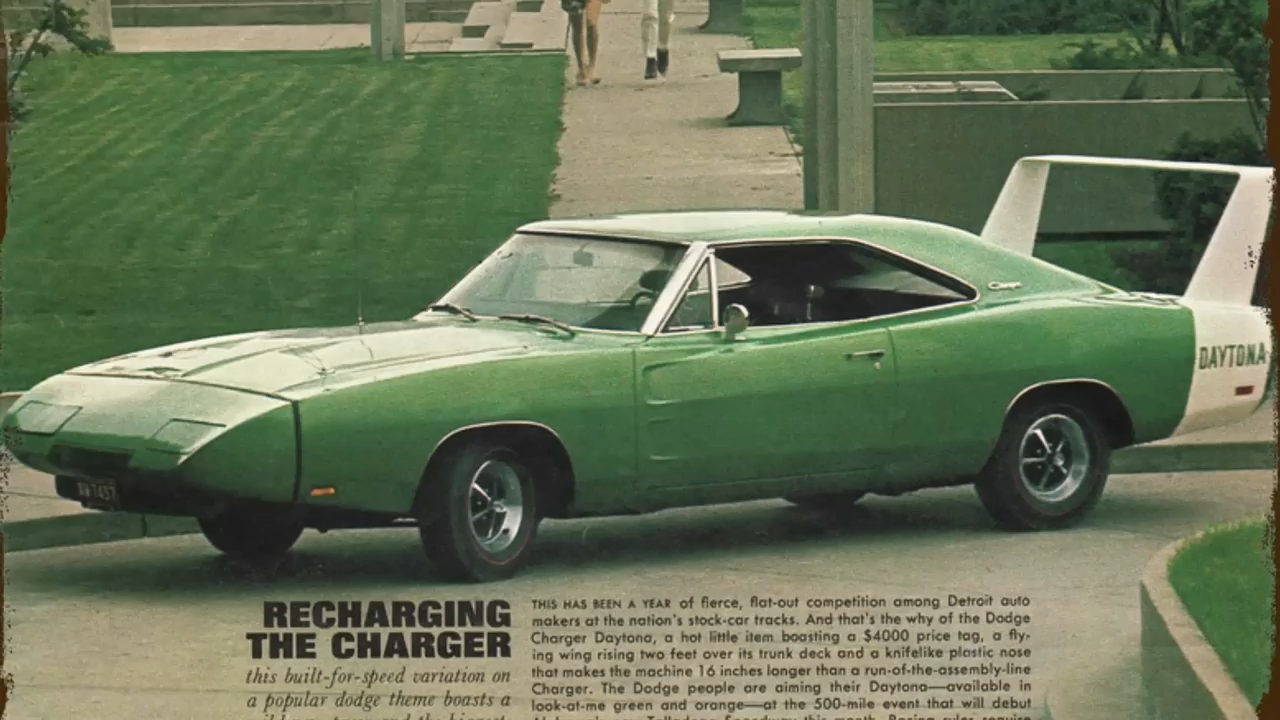 Charger
DAYTONA
RECHARGING
THE CHARGER
this built-for-speed variation on
a popular dodge theme boasts a
THIS HAS BEEN A YEAR of fierce, flat-out competition among Detroit auto
makers at the nation's stock-car tracks. And that's the why of the Dodge
Charger Daytona, a hot little item boasting a $4000 price tag, a fly-
ing wing rising two feet over its trunk deck and a knifelike plastic nose
that makes the machine 16 inches longer than a run-of-the-assembly-line
Charger. The Dodge people are aiming their Daytona—available in
look-at-me green and orange—at the 500-mile event that will debut